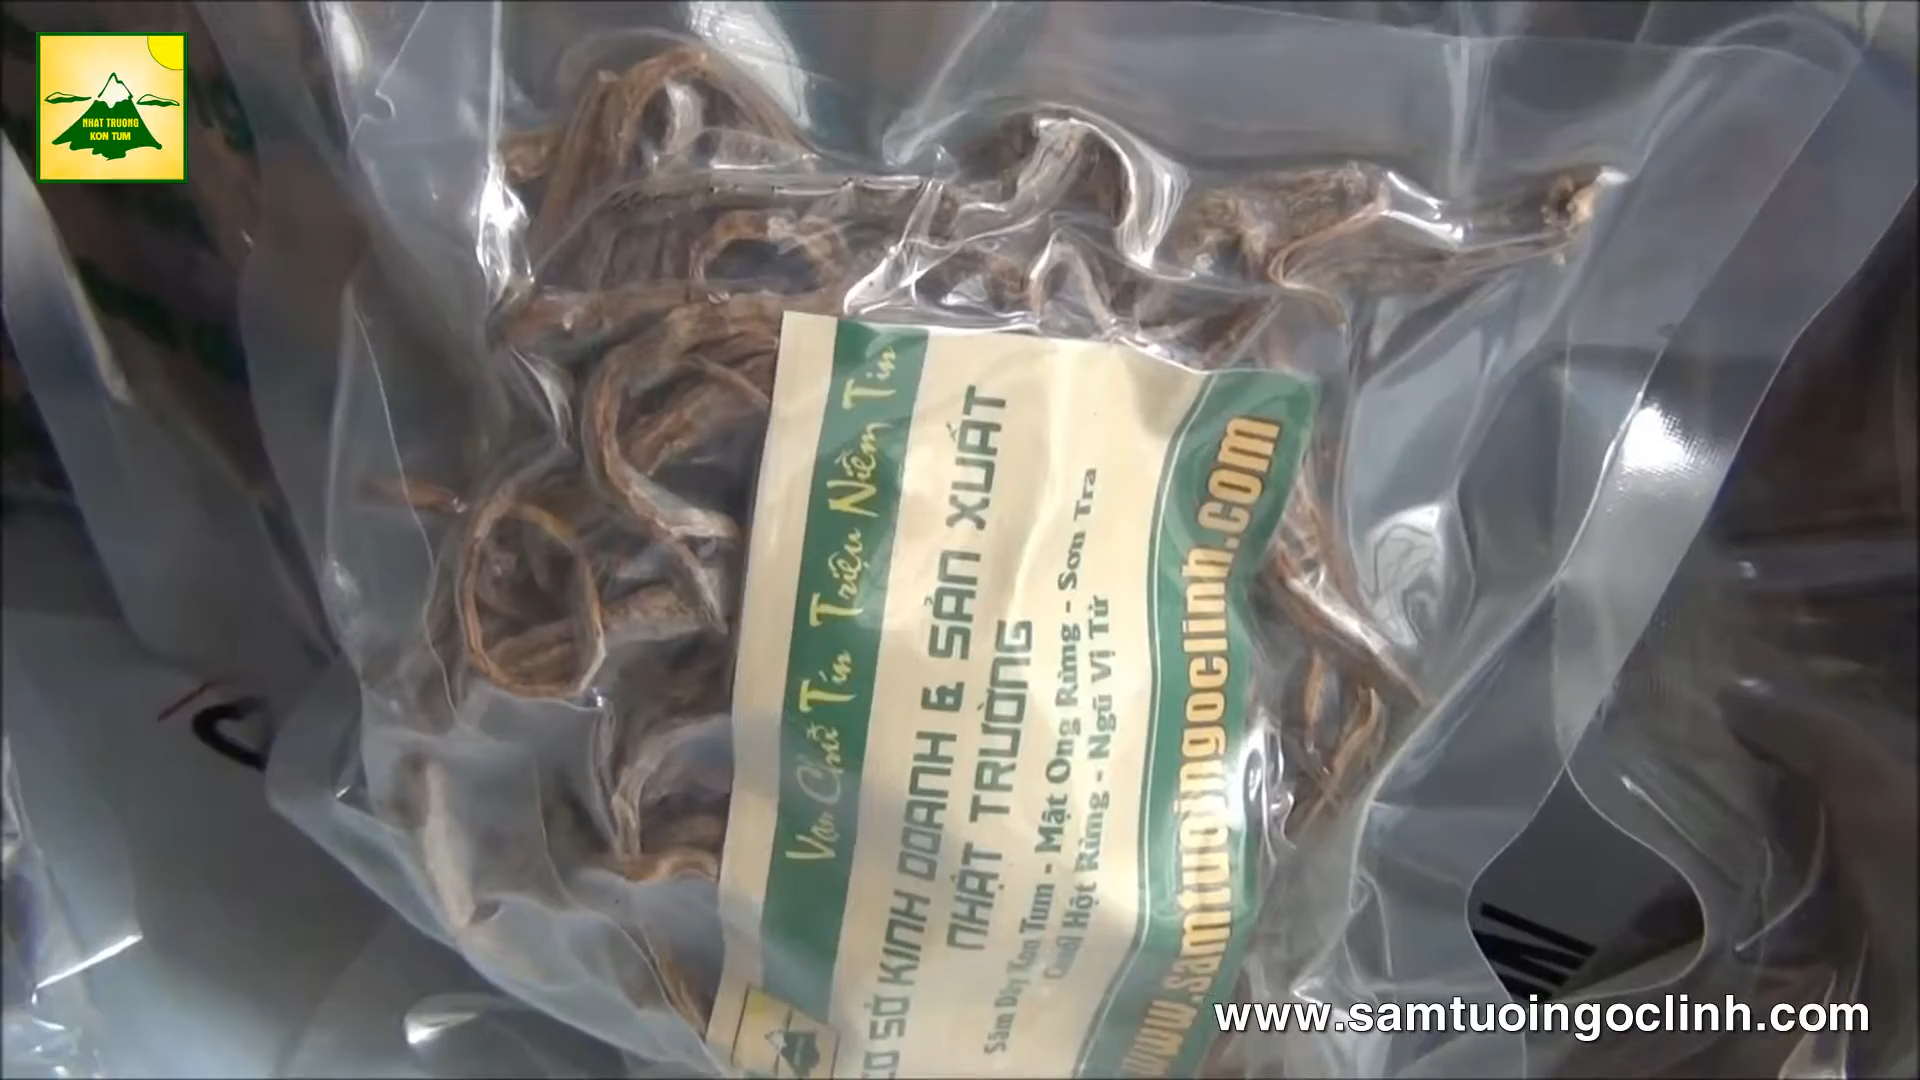 NHAT TRUONG
KON TUM
Vạn Chữ Tín Triệu Niềm Tin
CƠ SỞ KINH DOANH & SẢN XUẤT
NHẬT TRƯỜNG
Sâm Dây Kon Tum - Mật Ong Rừng - Sơn Tra
Chuối Hột Rừng - Ngũ Vị Tử
www.samtuoingoclinh.com
www.samtuoingoclinh.com